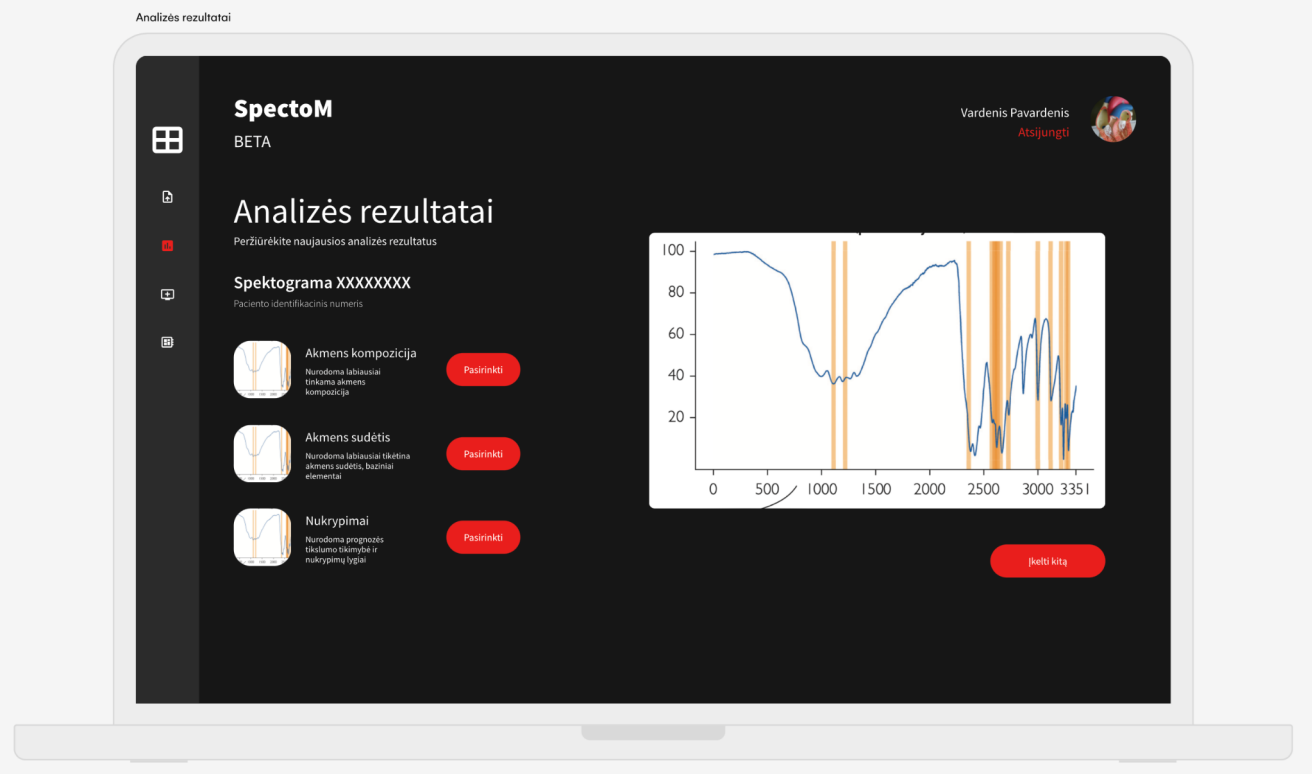 Analizės rezultatai
SpectoM
BETA
Vardenis Pavardenis
Atsijungti
Analizės rezultatai
Peržiūrėkite naujausios analizės rezultatus
Spektograma XXXXXXXX
Paciento identifikacinis numeris
Akmens kompozicija
Nurodoma labiausiai
tinkama akmens
kompozicija
Pasirinkti
Akmens sudėtis
Nurodoma labiausiai tikėtina
akmens sudėtis, baziniai
elementai
Pasirinkti
Nukrypimai
Nurodoma prognozės
tikslumo tikimybė ir
nukrypimų lygiai
Pasirinkti
100
80
60
40
20
0 500 1000 1500 2000 2500 3000 3351
Įkelti kitą